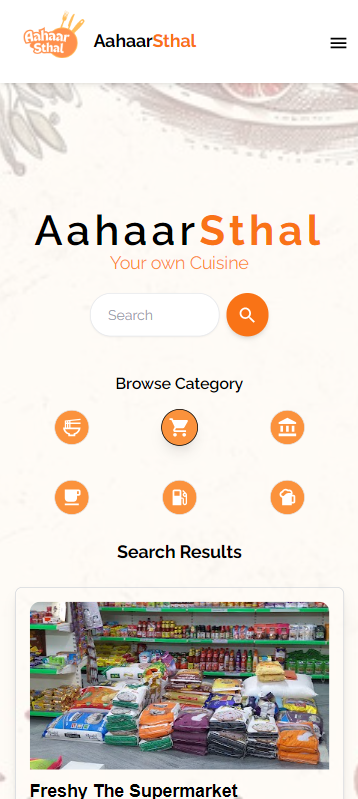 Aahaar
Sthal
AahaarSthal
AahaarSthal
Your own Cuisine
Search
Browse Category
Search Results
Freshy The Supermarket